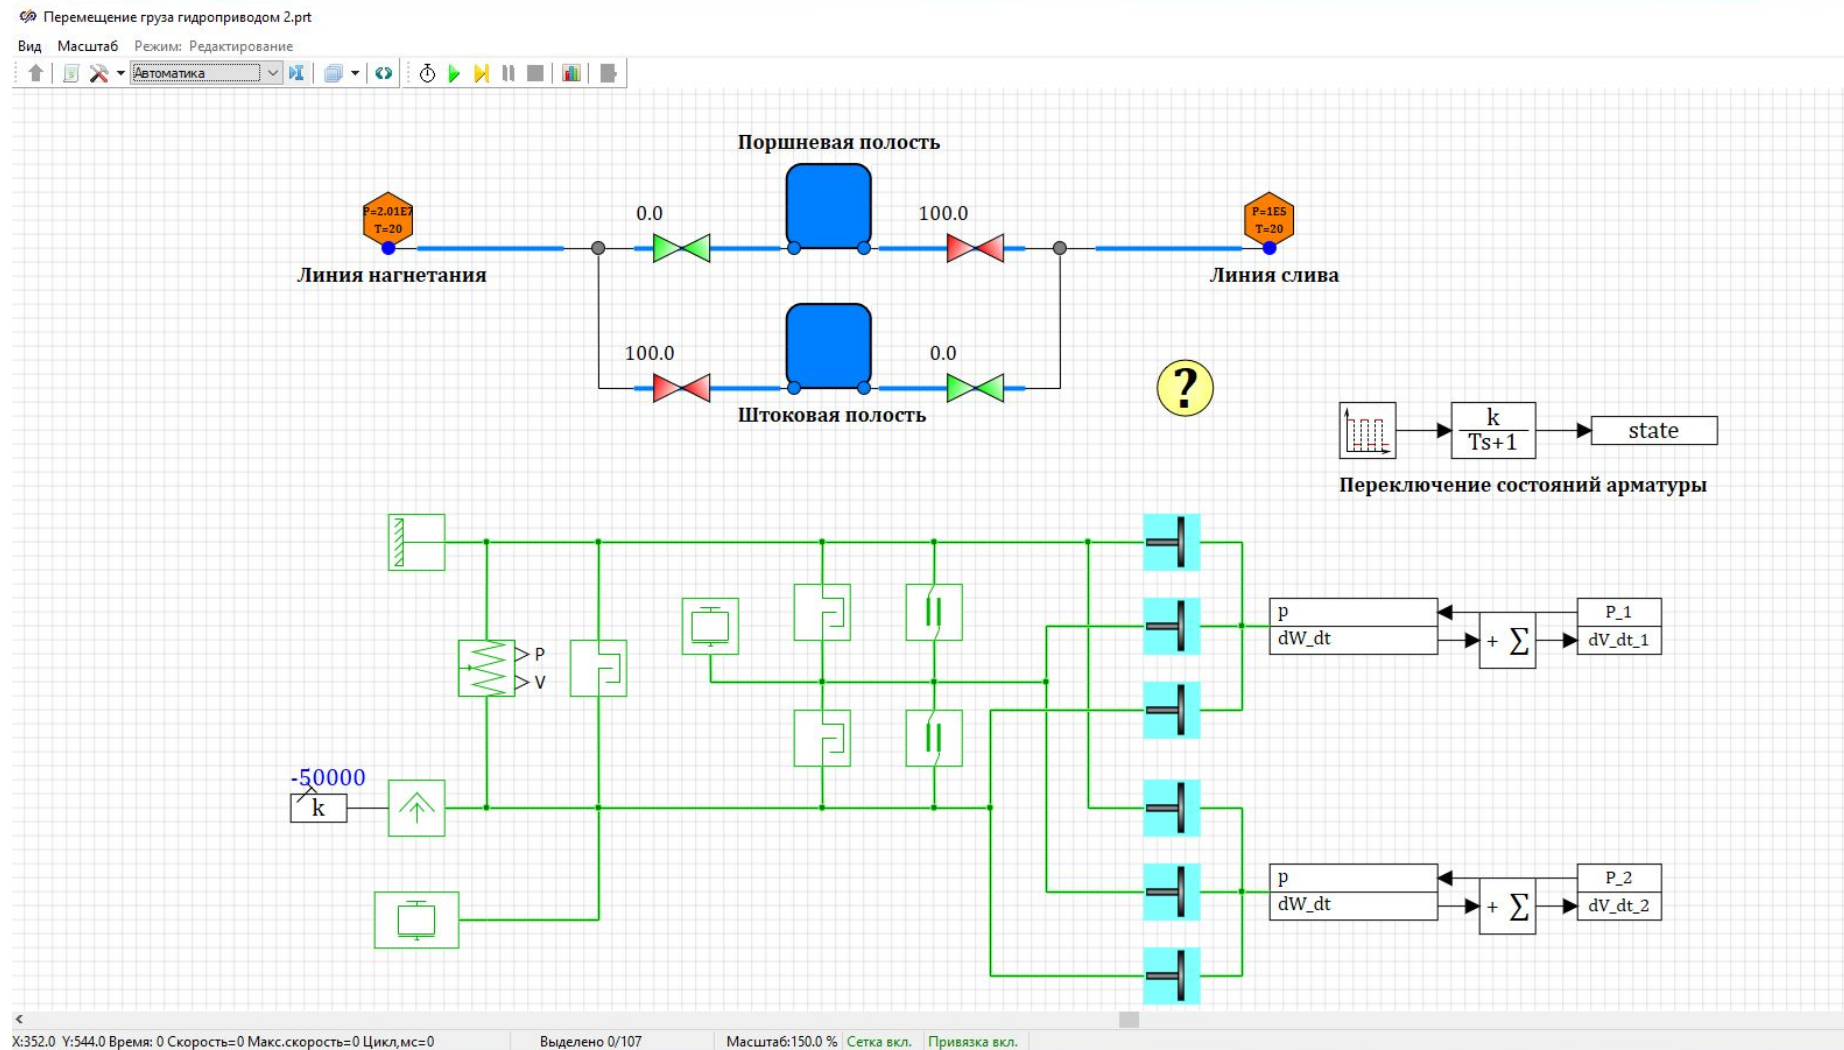 Перемещение груза гидроприводом 2.prt
Вид Масштаб Режим: Редактирование
Автоматика
Поршневая полость
P=2.01E7
T=20
0.0
100.0
P=1E5
T=20
Линия нагнетания
Линия слива
100.0
0.0
?
Штоковая полость
k
Ts+1
state
Переключение состояний арматуры
P
V
p
dW_dt
+ Σ
P_1
dV_dt_1
-50000
k
p
dW_dt
+ Σ
P_2
dV_dt_2
X:352.0 Y:544.0 Время: 0 Скорость=0 Макс.скорость=0 Цикл,мс=0 Выделено 0/107 Масштаб:150.0 % Сетка вкл. Привязка вкл.